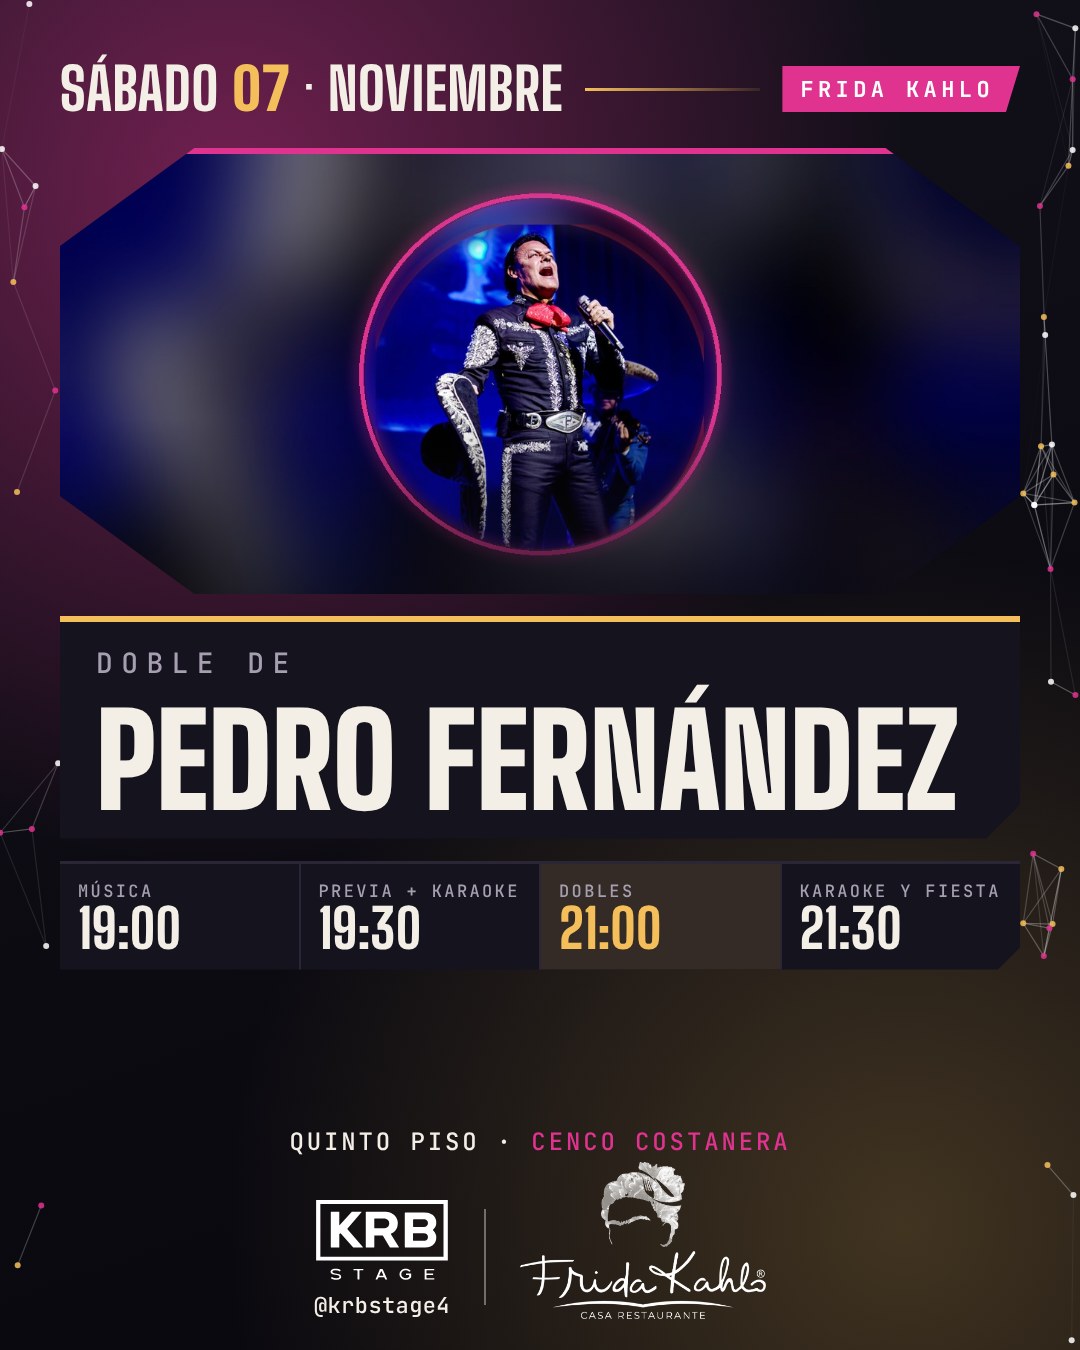 SÁBADO 07 · NOVIEMBRE
FRIDA KAHLO
DOBLE DE
PEDRO FERNÁNDEZ
MÚSICA
19:00
PREVIA + KARAOKE
19:30
DOBLES
21:00
KARAOKE Y FIESTA
21:30
QUINTO PISO · CENCO COSTANERA
KRB
STAGE
@krbstage4
Frida Kahlo®
CASA RESTAURANTE